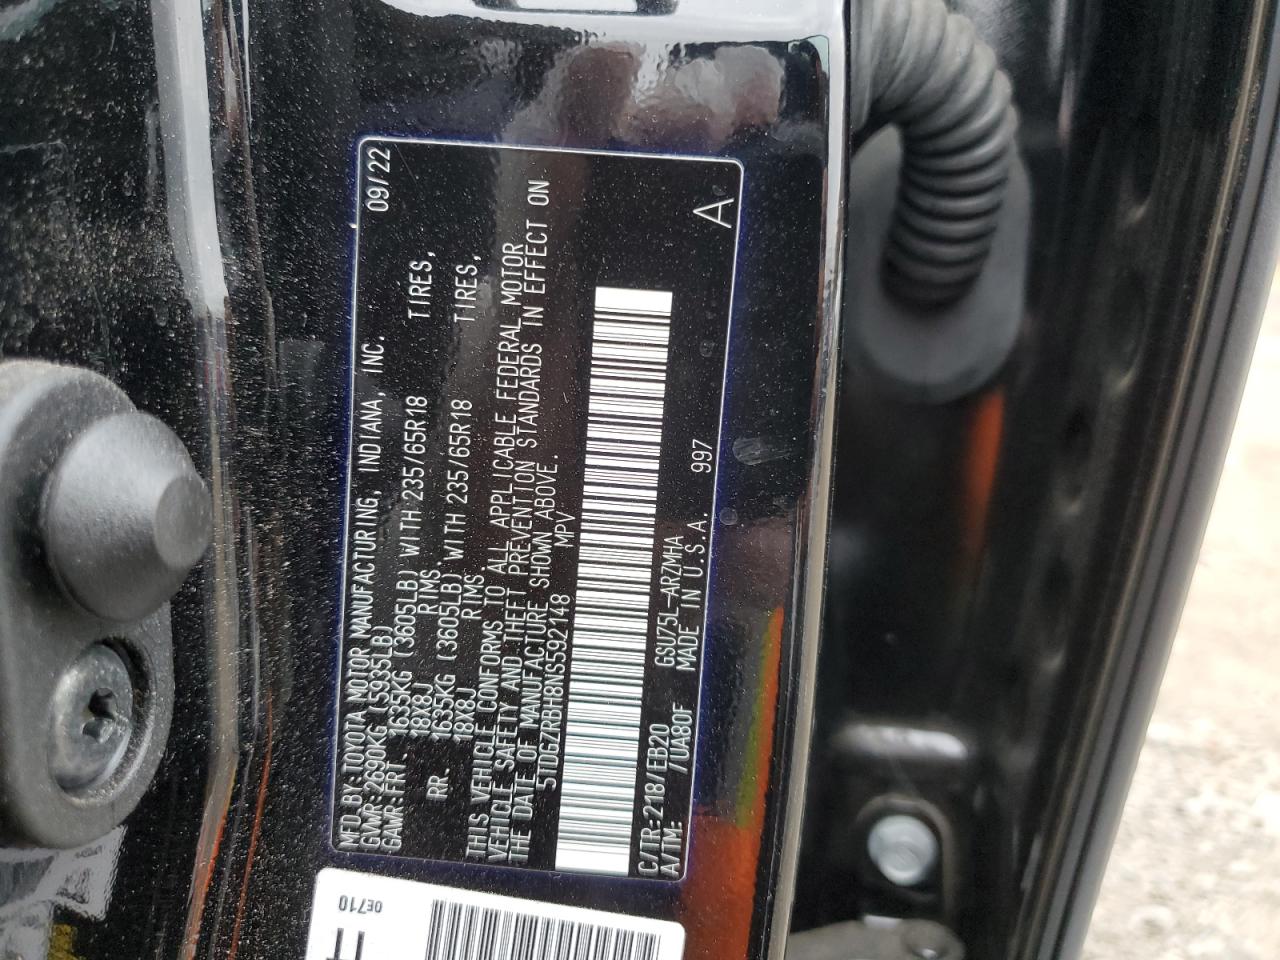 MFD.BY:TOYOTA MOTOR MANUFACTURING, INDIANA, INC. 09/22
GVWR:2690KG (5935LB)
GAWR:FRT. 1635KG (3605LB) WITH 235/65R18 TIRES,
18X8J RIMS
RR. 1635KG (3605LB) WITH 235/65R18 TIRES,
18X8J RIMS
THIS VEHICLE CONFORMS TO ALL APPLICABLE FEDERAL MOTOR
VEHICLE SAFETY AND THEFT PREVENTION STANDARDS IN EFFECT ON
THE DATE OF MANUFACTURE SHOWN ABOVE.
5TDGZRBH8NS592148 MPV
C/TR:218/EB20 GSU75L-ARZMHA
A/TM: /UA80F MADE IN U.S.A. 997 A
0E710